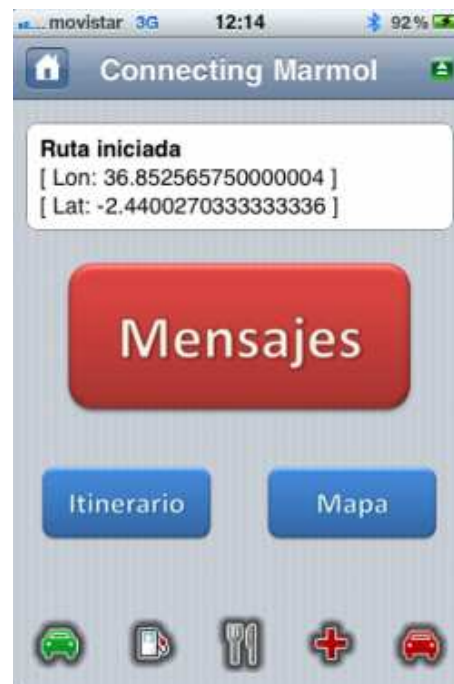 movistar 3G 12:14 92%
Connecting Marmol
Ruta iniciada
[ Lon: 36.852565750000004 ]
[ Lat: -2.4400270333333336 ]
Mensajes
Itinerario Mapa